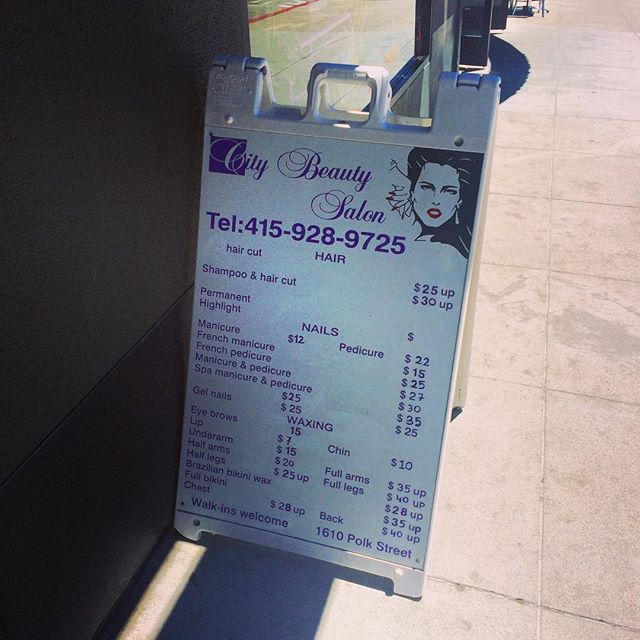 City Beauty
Salon
Tel:415-928-9725
HAIR
hair cut $25 up
Shampoo & hair cut $30 up
Permanent
Highlight $
NAILS
Manicure $12 Pedicure $22
French manicure $15
French pedicure $25
Manicure & pedicure $27
Spa manicure & pedicure $30
$25 $35
Gel nails $25 $25
WAXING
Eye brows 15
Lip $7 Chin $10
Underarm $15
Half arms $20 Full arms $35 up
Half legs $25 up Full legs $40 up
Brazilian bikini wax $28 up
Full bikini $35 up
Chest $28 up Back $40 up
Walk-ins welcome 1610 Polk Street